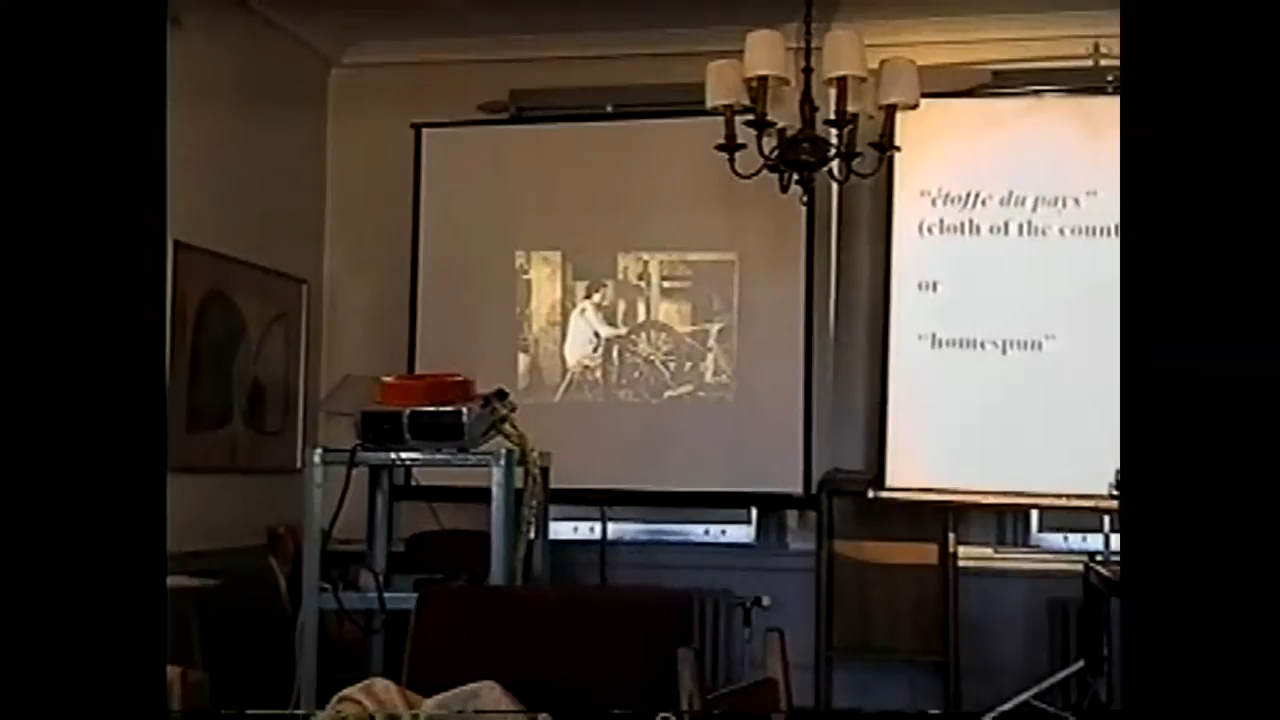 “étoffe du pays”
(cloth of the count
or
“homespun”